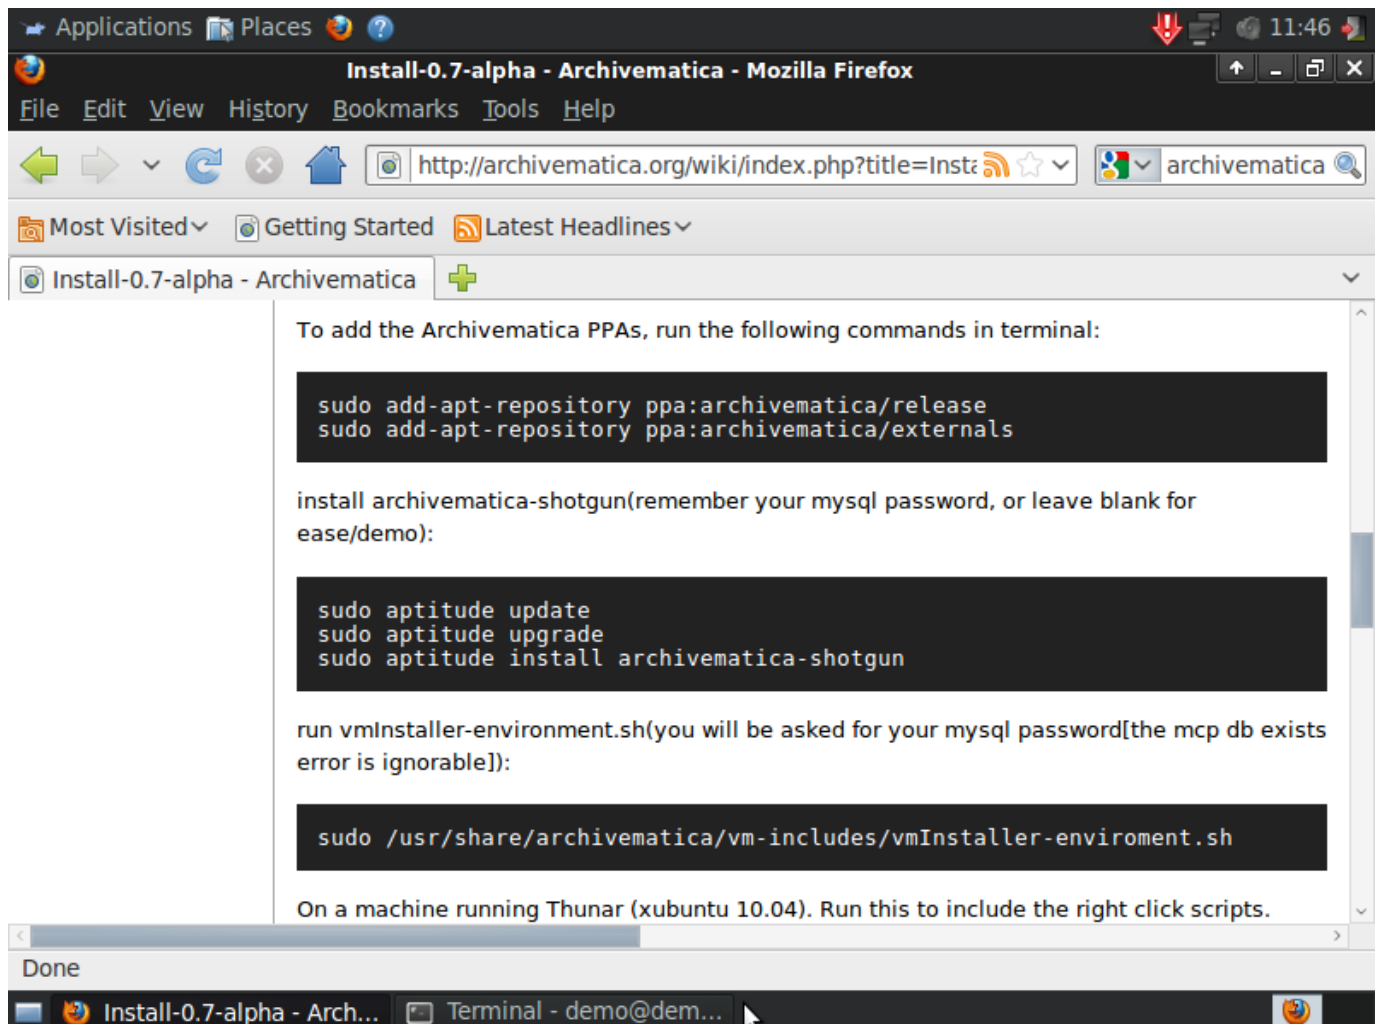 Applications Places 11:46
Install-0.7-alpha - Archivematica - Mozilla Firefox
File Edit View History Bookmarks Tools Help
http://archivematica.org/wiki/index.php?title=Insta archivematica
Most Visited Getting Started Latest Headlines
Install-0.7-alpha - Archivematica
To add the Archivematica PPAs, run the following commands in terminal:
sudo add-apt-repository ppa:archivematica/release
sudo add-apt-repository ppa:archivematica/externals
install archivematica-shotgun(remember your mysql password, or leave blank for
ease/demo):
sudo aptitude update
sudo aptitude upgrade
sudo aptitude install archivematica-shotgun
run vmInstaller-environment.sh(you will be asked for your mysql password[the mcp db exists
error is ignorable]):
sudo /usr/share/archivematica/vm-includes/vmInstaller-enviroment.sh
On a machine running Thunar (xubuntu 10.04). Run this to include the right click scripts.
Done
Install-0.7-alpha - Arch... Terminal - demo@dem...